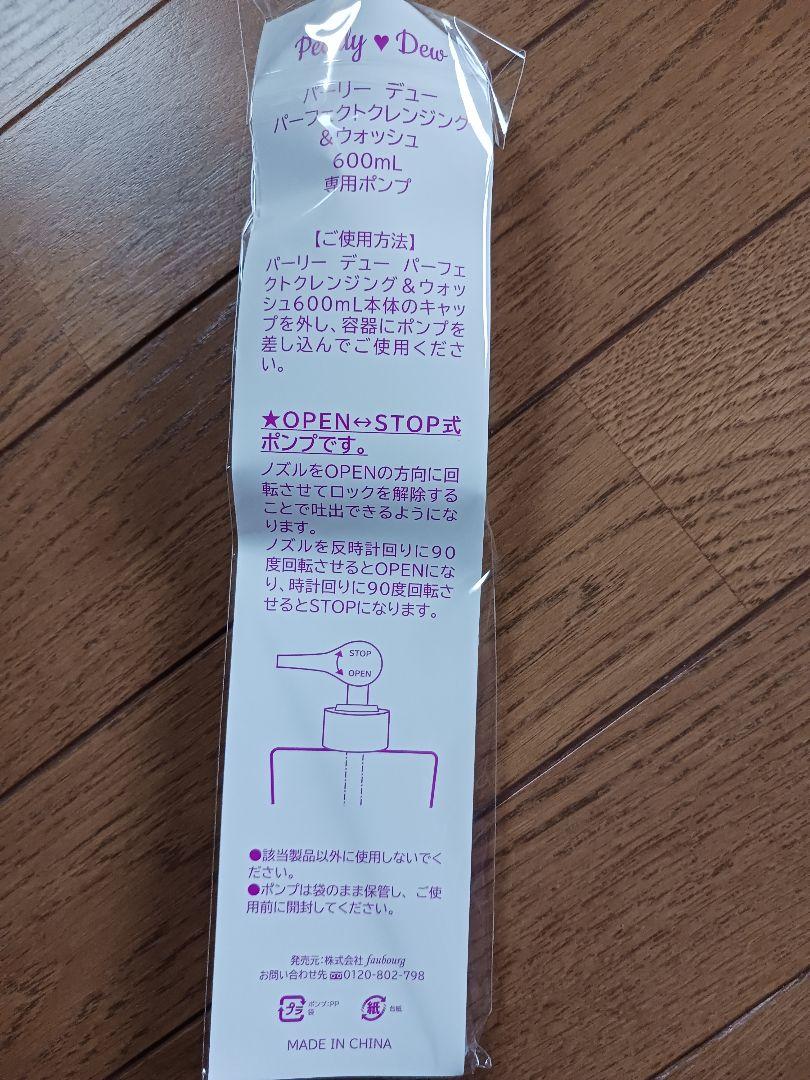 Pearly ♥ Dew
パーリー デュー
パーフェクトクレンジング
&ウォッシュ
600mL
専用ポンプ
【ご使用方法】
パーリー デュー パーフェ
クトクレンジング&ウォッ
シュ600mL本体のキャッ
プを外し、容器にポンプを
差し込んでご使用くださ
い。
★OPEN↔STOP式
ポンプです。
ノズルをOPENの方向に回
転させてロックを解除する
ことで吐出できるようにな
ります。
ノズルを反時計回りに90
度回転させるとOPENにな
り、時計回りに90度回転さ
せるとSTOPになります。
STOP
OPEN
●該当製品以外に使用しないでく
ださい。
●ポンプは袋のまま保管し、ご使
用前に開封してください。
発売元:株式会社 faubourg
お問い合わせ先 0120-802-798
プラ ポンプ:PP
袋
紙 台紙
MADE IN CHINA